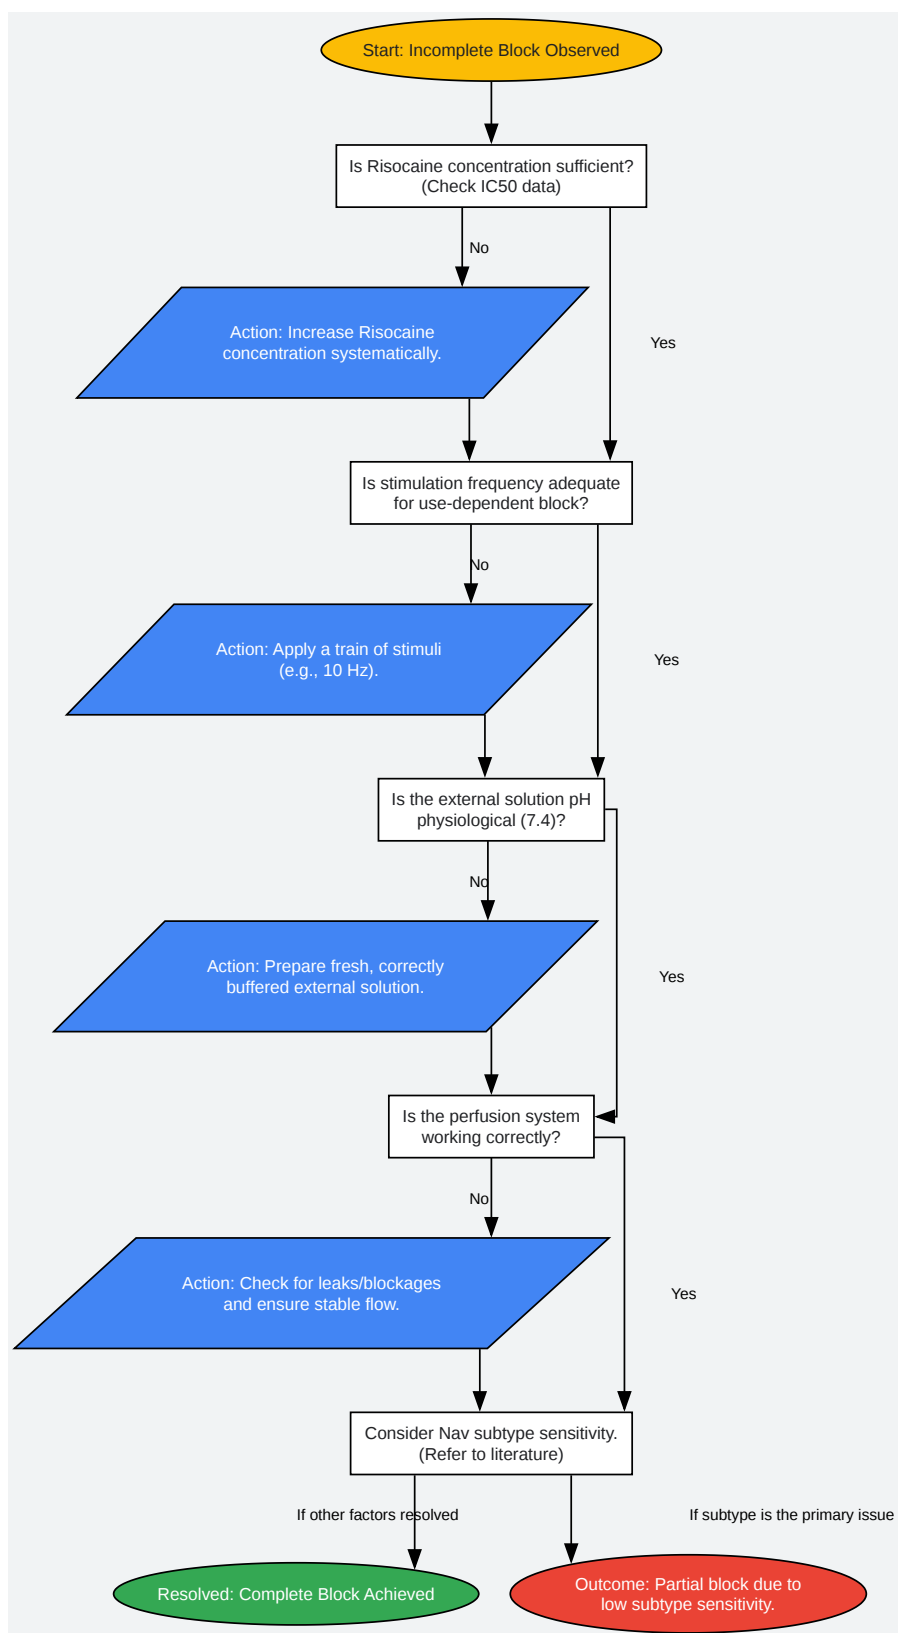 Start: Incomplete Block Observed
Is Risocaine concentration sufficient?
(Check IC50 data)
No
Action: Increase Risocaine
concentration systematically.
Yes
Is stimulation frequency adequate
for use-dependent block?
No
Action: Apply a train of stimuli
(e.g., 10 Hz).
Yes
Is the external solution pH
physiological (7.4)?
No
Action: Prepare fresh, correctly
buffered external solution.
Yes
Is the perfusion system
working correctly?
No
Action: Check for leaks/blockages
and ensure stable flow.
Yes
Consider Nav subtype sensitivity.
(Refer to literature)
If other factors resolved
If subtype is the primary issue
Resolved: Complete Block Achieved
Outcome: Partial block due to
low subtype sensitivity.